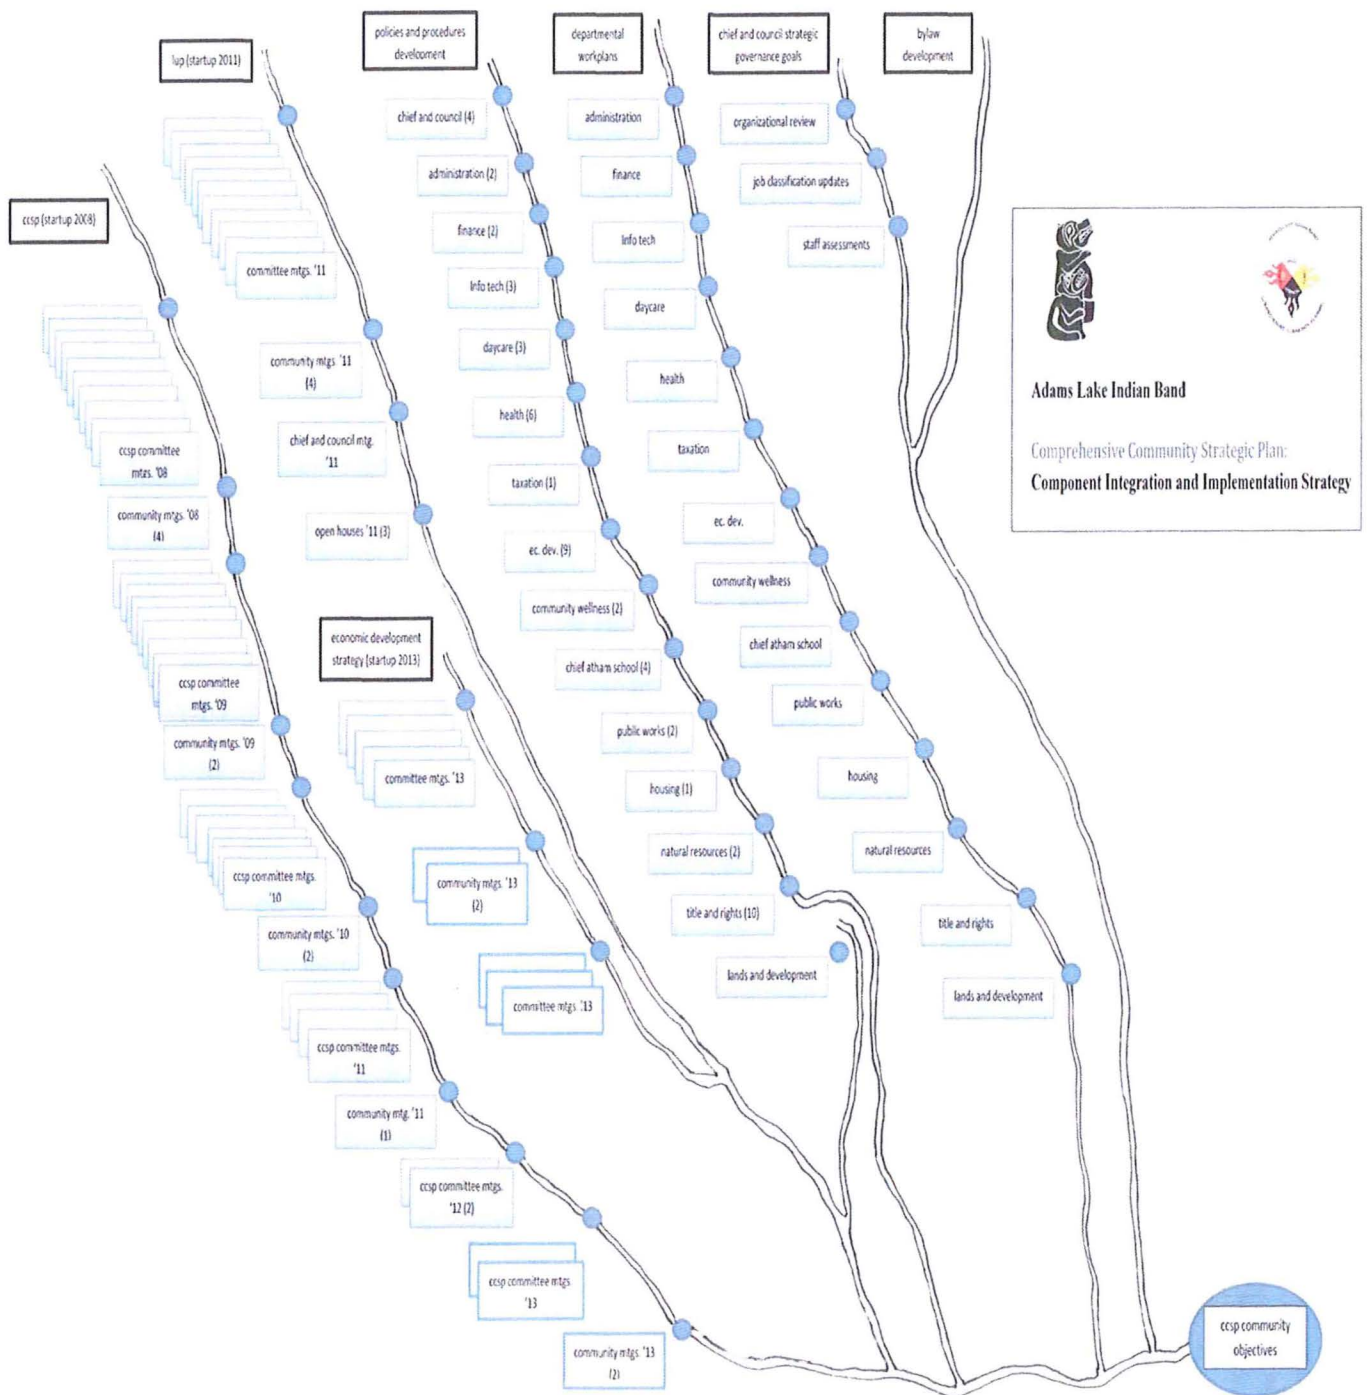 policies and procedures
development
departmental
workplans
chief and council strategic
governance goals
bylaw
development
lup (startup 2011)
ccsp (startup 2008)
committee mtgs. '11
community mtgs. '11
(4)
chief and council mtg.
'11
open houses '11 (3)
ccsp committee
mtgs. '08
community mtgs. '08
(4)
ccsp committee
mtgs. '09
community mtgs. '09
(2)
ccsp committee mtgs.
'10
community mtgs. '10
(2)
ccsp committee mtgs.
'11
community mtg. '11
(1)
ccsp committee mtgs.
'12 (2)
ccsp committee mtgs.
'13
community mtgs. '13
(2)
economic development
strategy (startup 2013)
committee mtgs. '13
community mtgs. '13
(2)
committee mtgs. '13
chief and council (4)
administration (2)
finance (2)
Info tech (3)
daycare (3)
health (6)
taxation (1)
ec. dev. (9)
community wellness (2)
chief atham school (4)
public works (2)
housing (1)
natural resources (2)
title and rights (10)
lands and development
administration
finance
Info tech
daycare
health
taxation
ec. dev.
community wellness
chief atham school
public works
housing
natural resources
title and rights
lands and development
organizational review
job classification updates
staff assessments
Adams Lake Indian Band
Comprehensive Community Strategic Plan:
Component Integration and Implementation Strategy
ccsp community
objectives